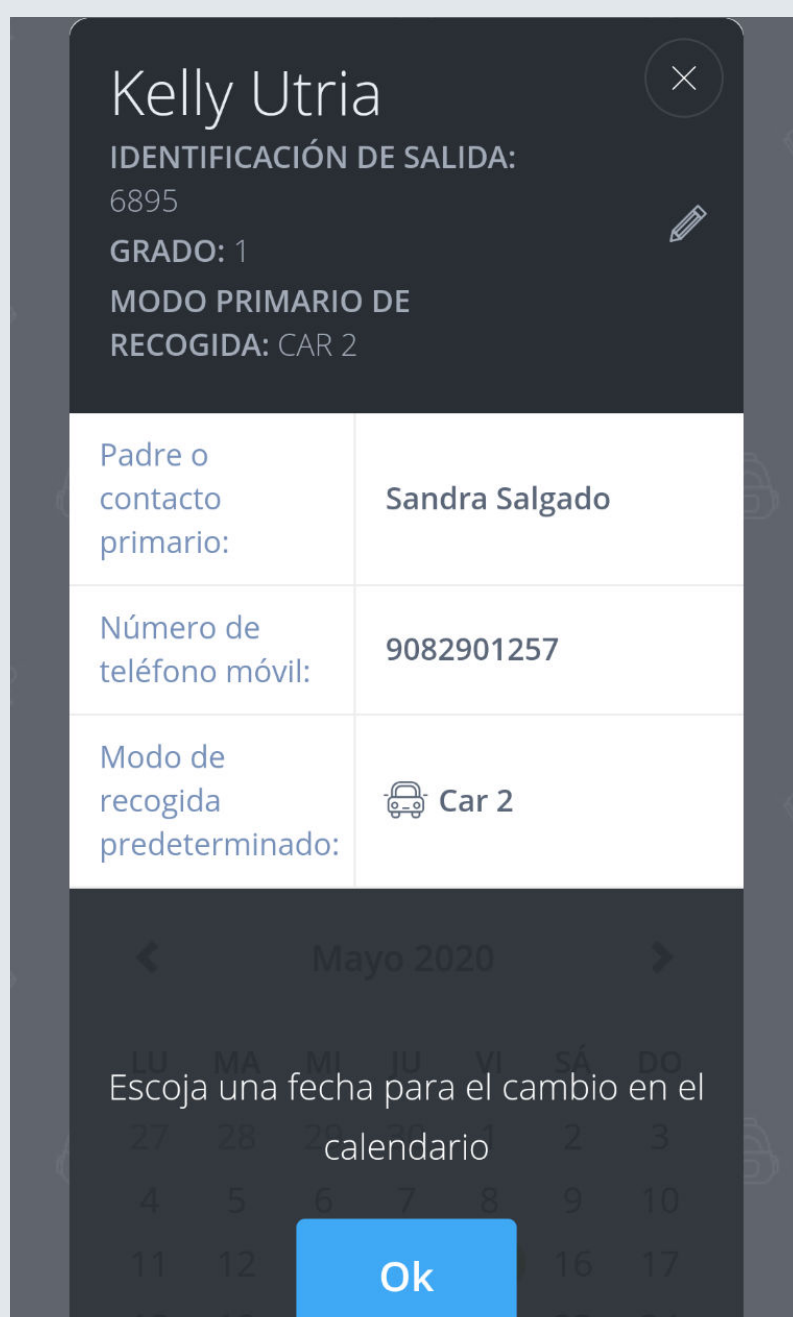 Kelly Utria
IDENTIFICACIÓN DE SALIDA:
6895
GRADO: 1
MODO PRIMARIO DE
RECOGIDA: CAR 2
Padre o
contacto
primario:
Sandra Salgado
Número de
teléfono móvil:
9082901257
Modo de
recogida
predeterminado:
Car 2
Mayo 2020
LU MA MI JU VI SÁ DO
Escoja una fecha para el cambio en el
calendario
27 28 29 30 1 2 3
4 5 6 7 8 9 10
11 12 16 17
Ok